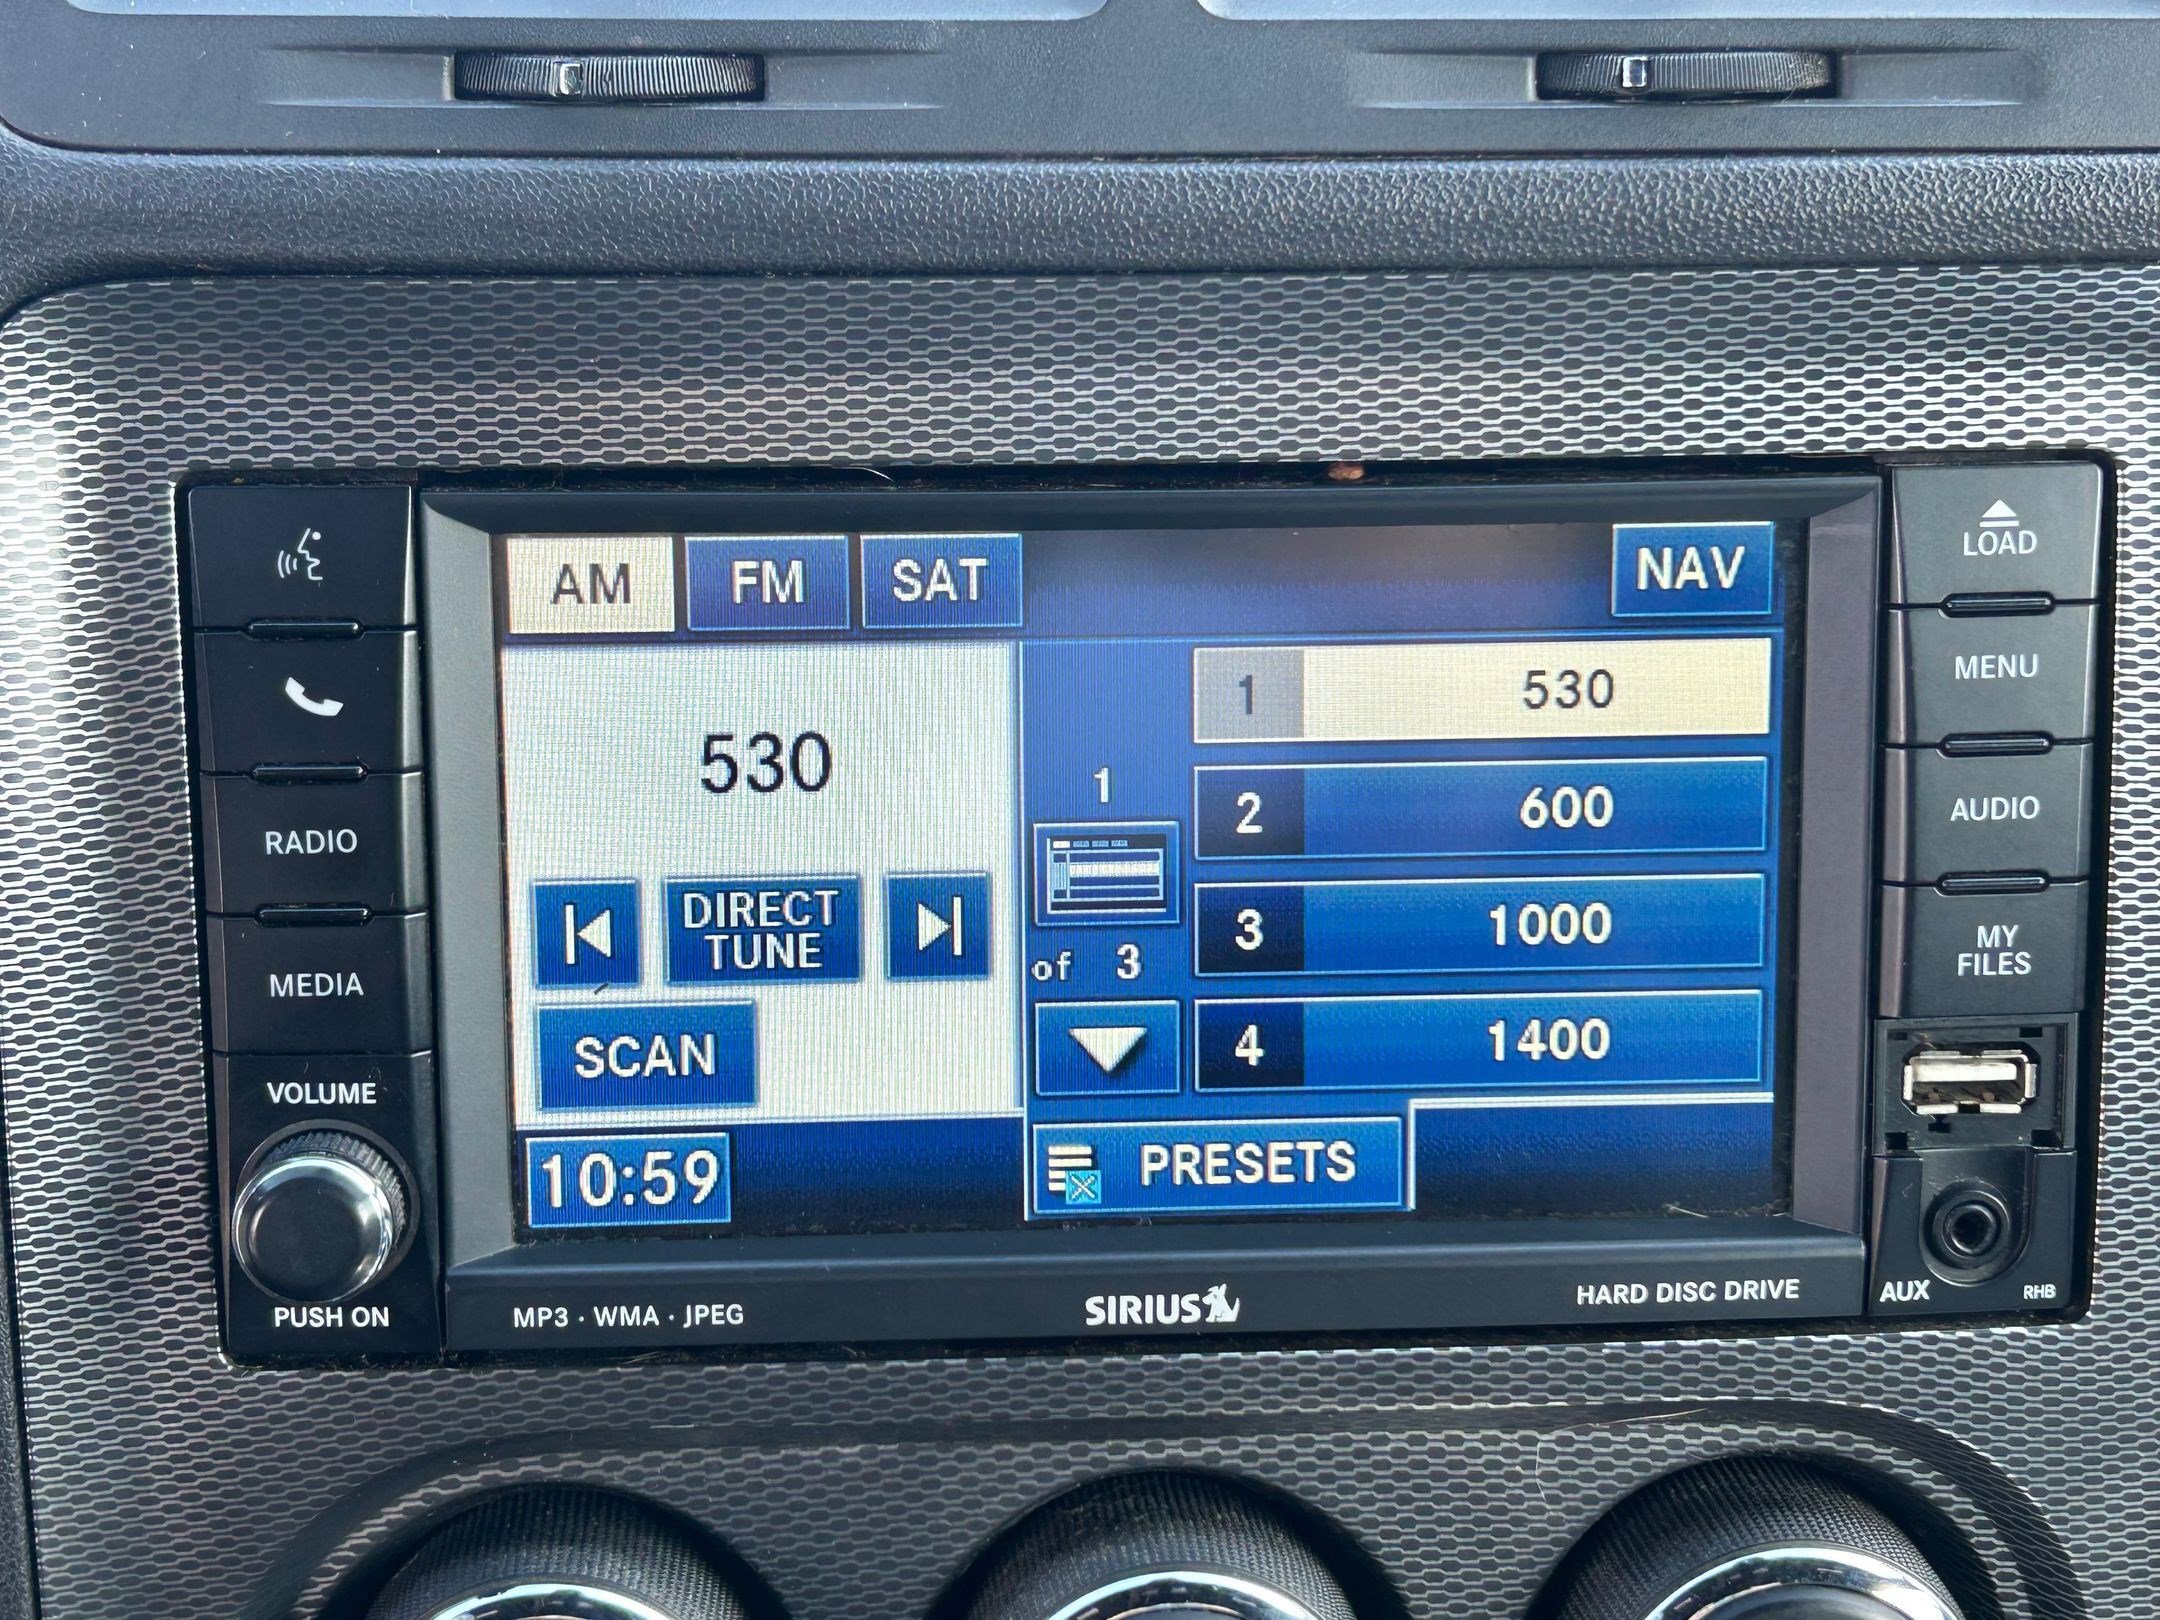 AM FM SAT NAV
530
DIRECT
TUNE
SCAN
10:59
1
of 3
1 530
2 600
3 1000
4 1400
PRESETS
RADIO
MEDIA
VOLUME
PUSH ON
LOAD
MENU
AUDIO
MY
FILES
AUX RHB
MP3 · WMA · JPEG
SIRIUS
HARD DISC DRIVE